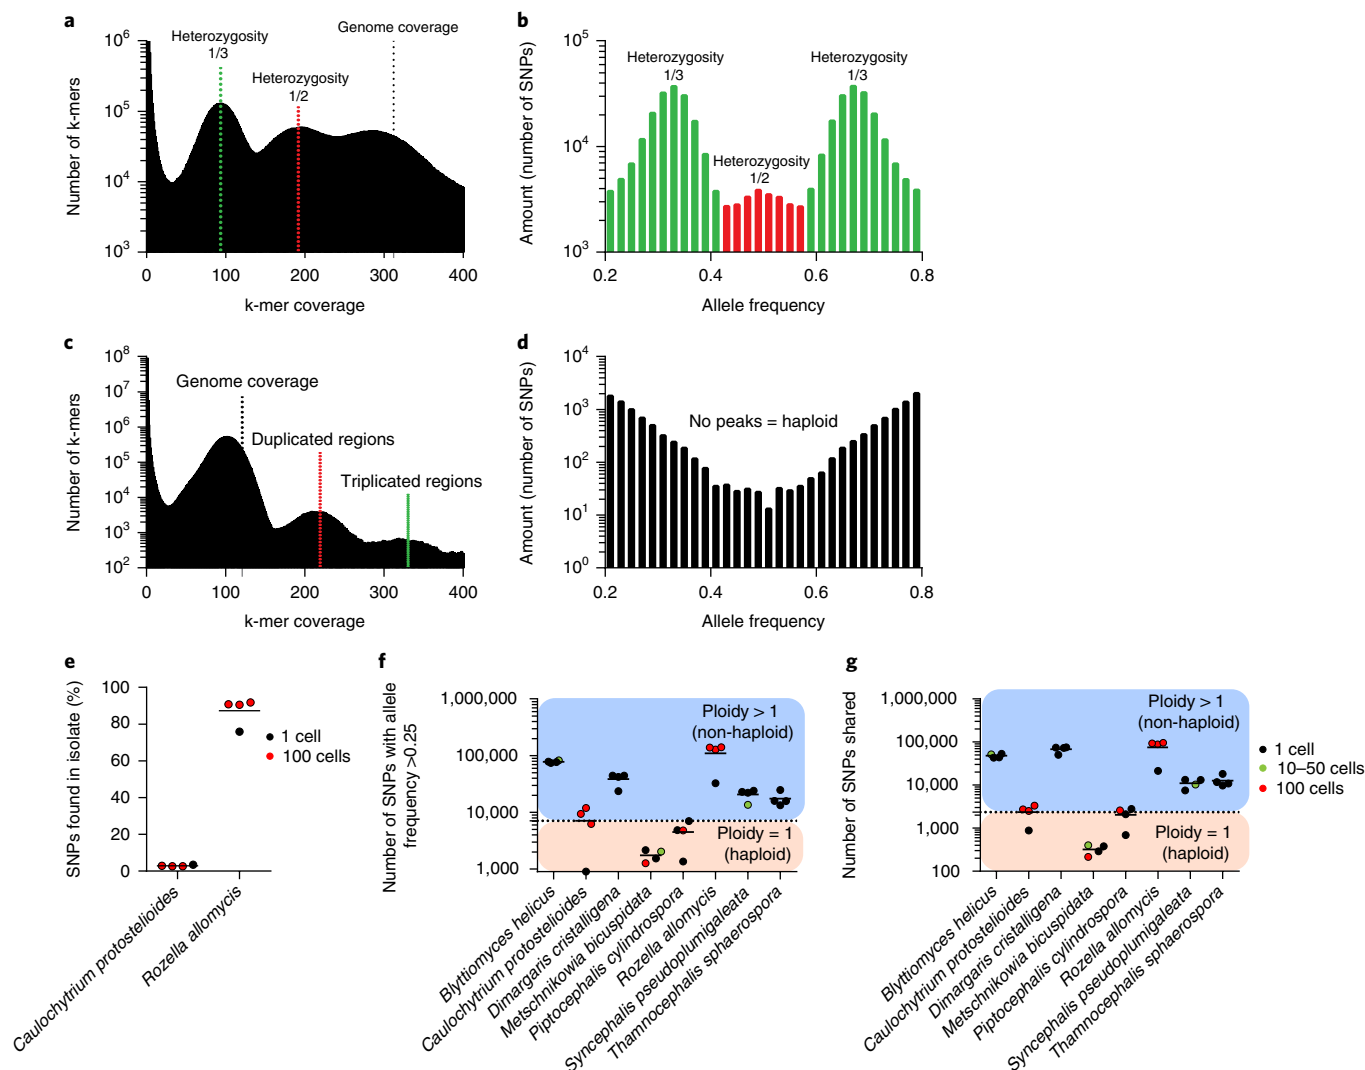 a
Heterozygosity
1/3
Heterozygosity
1/2
Genome coverage
Number of k-mers
10^6
10^5
10^4
10^3
0
100
200
300
400
k-mer coverage
b
Heterozygosity
1/3
Heterozygosity
1/3
Heterozygosity
1/2
Amount (number of SNPs)
10^5
10^4
10^3
0.2
0.4
0.6
0.8
Allele frequency
c
Genome coverage
Duplicated regions
Triplicated regions
Number of k-mers
10^8
10^7
10^6
10^5
10^4
10^3
10^2
0
100
200
300
400
k-mer coverage
d
No peaks = haploid
Amount (number of SNPs)
10^4
10^3
10^2
10^1
10^0
0.2
0.4
0.6
0.8
Allele frequency
e
SNPs found in isolate (%)
100
80
60
40
20
0
1 cell
100 cells
Caulochytrium protostelioides
Rozella allomycis
f
Number of SNPs with allele
frequency >0.25
1,000,000
100,000
10,000
1,000
Ploidy > 1
(non-haploid)
Ploidy = 1
(haploid)
Blyttiomyces helicus
Caulochytrium protostelioides
Dimargaris cristalligena
Metschnikowia bicuspidata
Piptocephalis cylindrospora
Rozella allomycis
Syncephalis pseudoplumigaleata
Thamnocephalis sphaerospora
g
Number of SNPs shared
1,000,000
100,000
10,000
1,000
100
Ploidy > 1
(non-haploid)
Ploidy = 1
(haploid)
1 cell
10–50 cells
100 cells
Blyttiomyces helicus
Caulochytrium protostelioides
Dimargaris cristalligena
Metschnikowia bicuspidata
Piptocephalis cylindrospora
Rozella allomycis
Syncephalis pseudoplumigaleata
Thamnocephalis sphaerospora